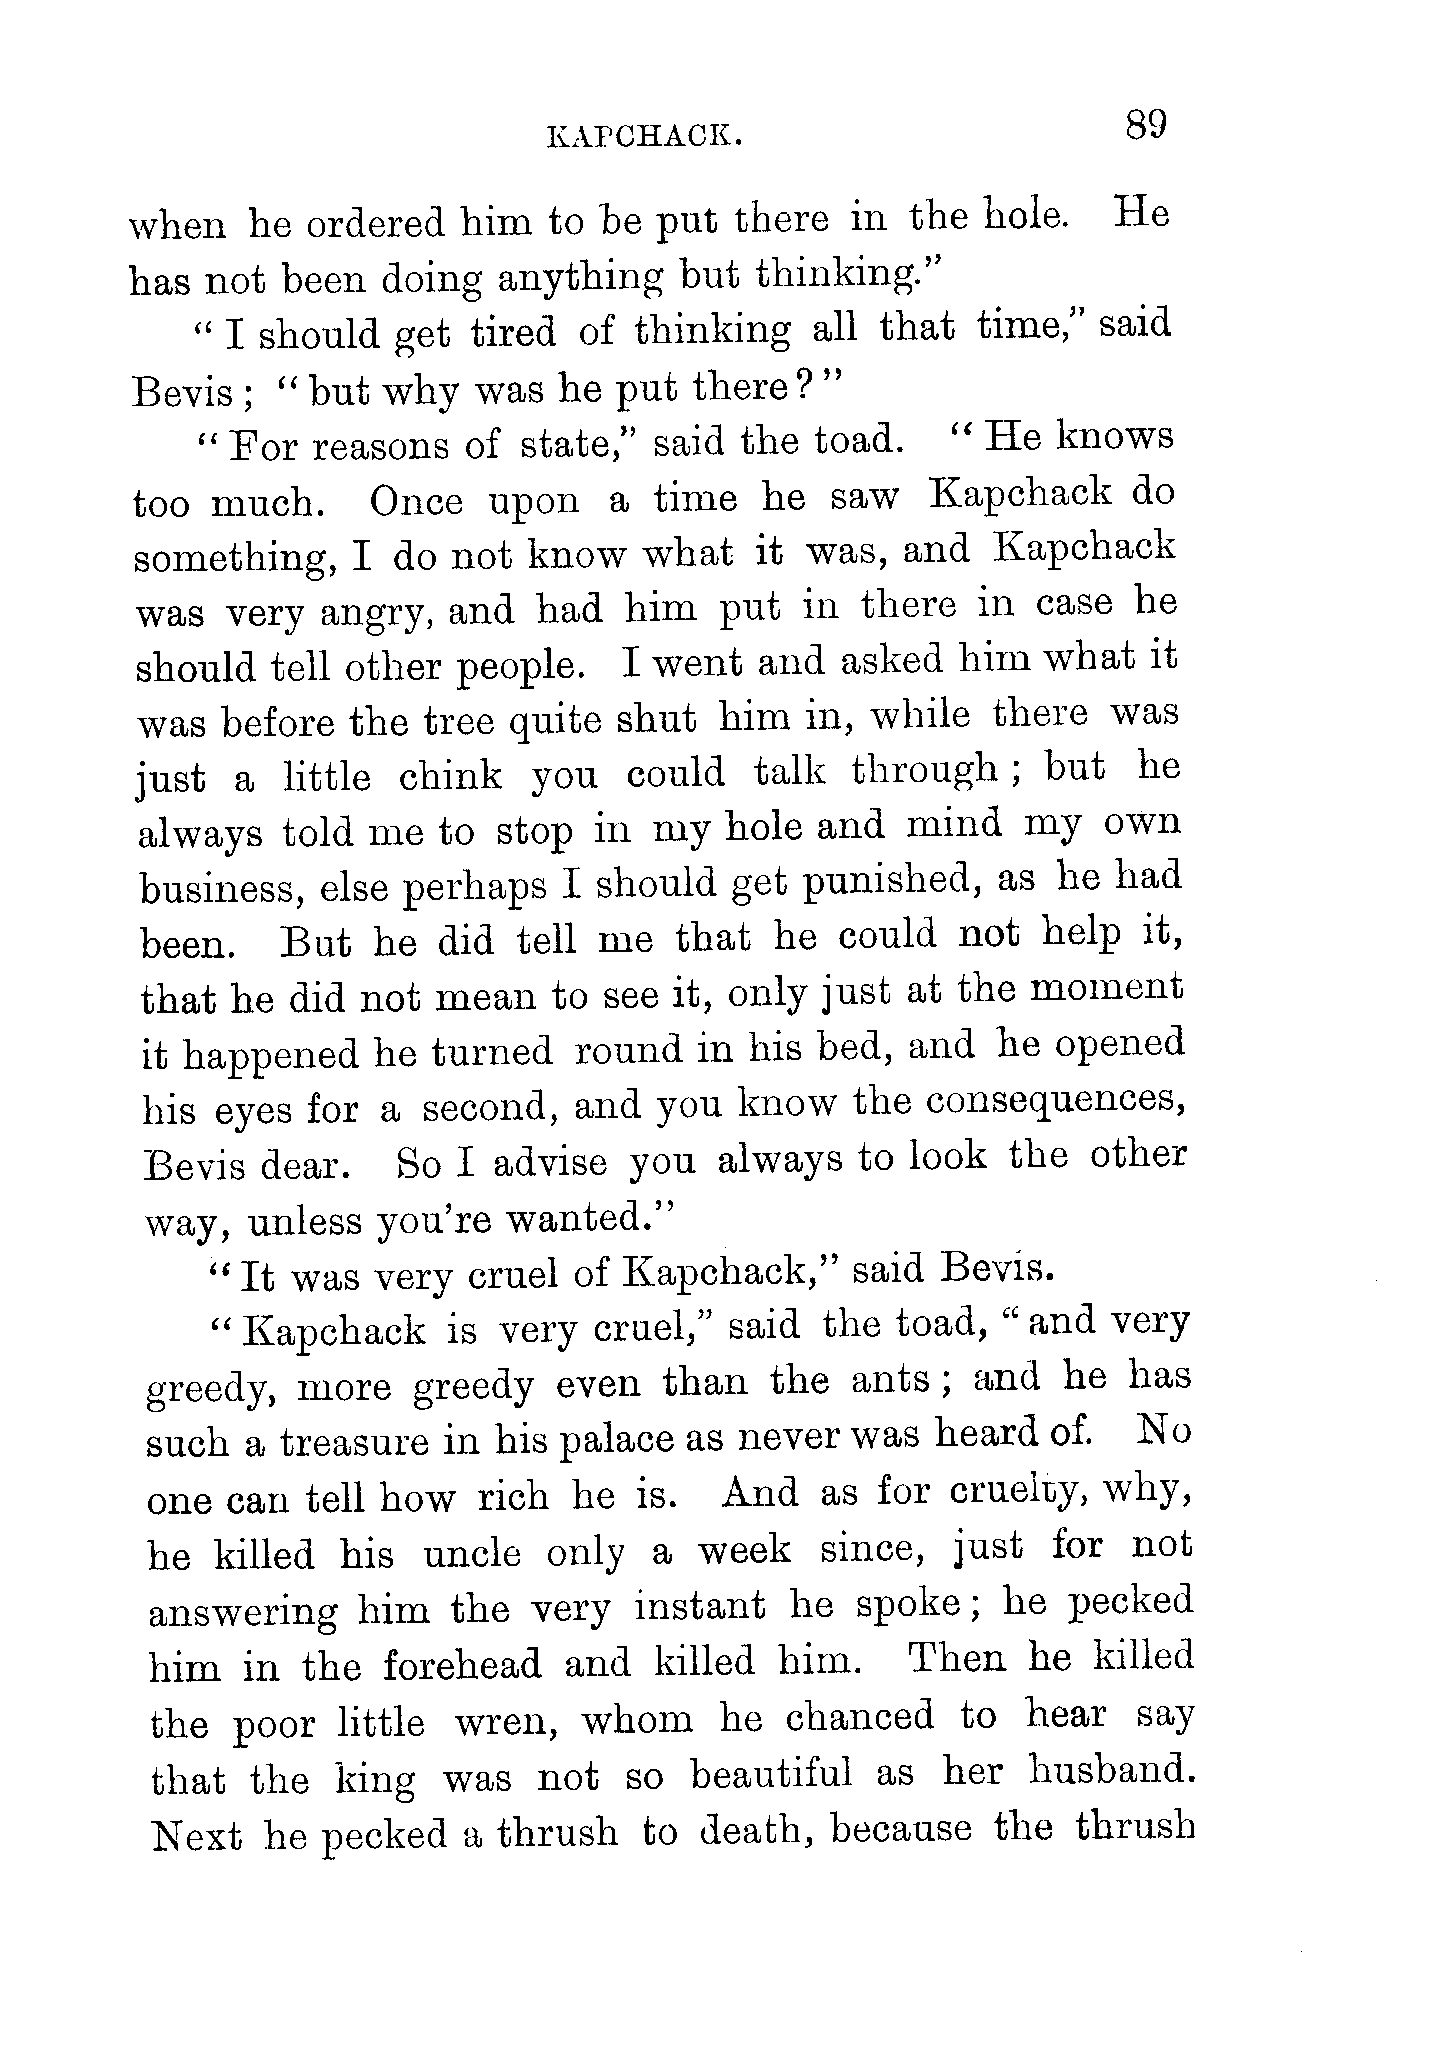 KAPCHACK. 89
when he ordered him to be put there in the hole. He
has not been doing anything but thinking."
"I should get tired of thinking all that time," said
Bevis; "but why was he put there?"
"For reasons of state," said the toad. "He knows
too much. Once upon a time he saw Kapchack do
something, I do not know what it was, and Kapchack
was very angry, and had him put in there in case he
should tell other people. I went and asked him what it
was before the tree quite shut him in, while there was
just a little chink you could talk through; but he
always told me to stop in my hole and mind my own
business, else perhaps I should get punished, as he had
been. But he did tell me that he could not help it,
that he did not mean to see it, only just at the moment
it happened he turned round in his bed, and he opened
his eyes for a second, and you know the consequences,
Bevis dear. So I advise you always to look the other
way, unless you're wanted."
"It was very cruel of Kapchack," said Bevis.
"Kapchack is very cruel," said the toad, "and very
greedy, more greedy even than the ants; and he has
such a treasure in his palace as never was heard of. No
one can tell how rich he is. And as for cruelty, why,
he killed his uncle only a week since, just for not
answering him the very instant he spoke; he pecked
him in the forehead and killed him. Then he killed
the poor little wren, whom he chanced to hear say
that the king was not so beautiful as her husband.
Next he pecked a thrush to death, because the thrush